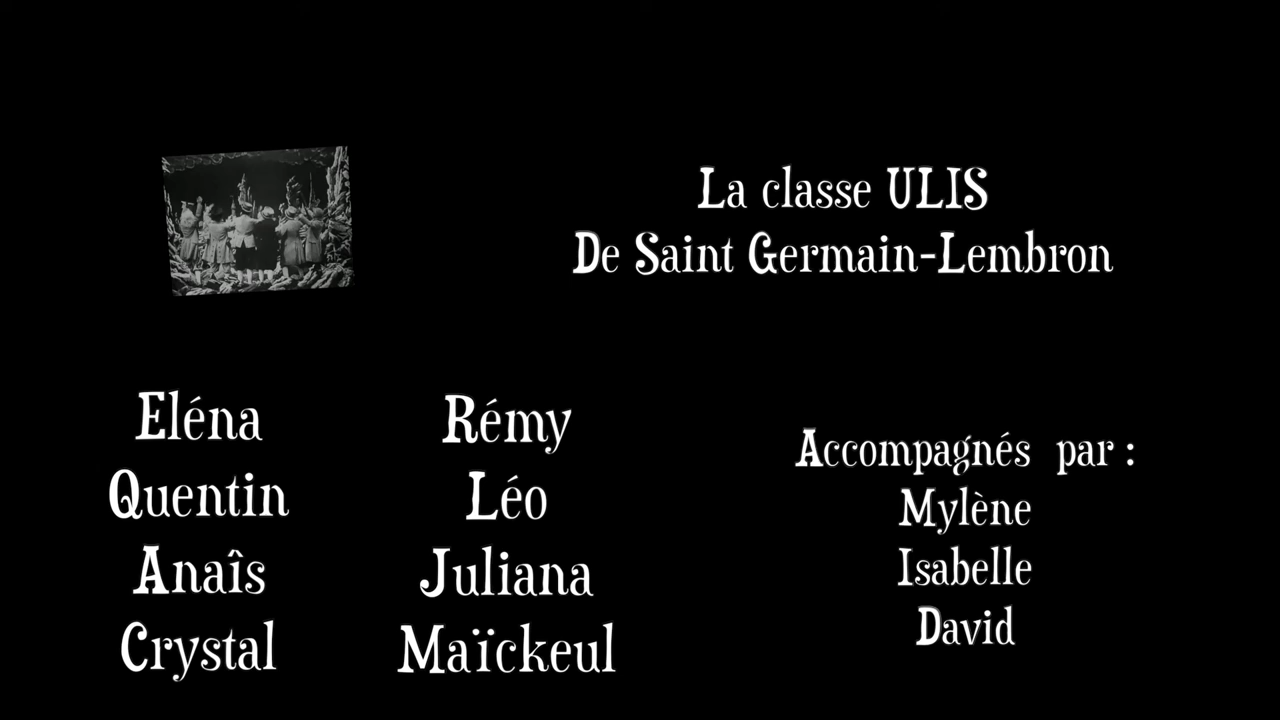 La classe ULIS
De Saint Germain-Lembron
Eléna
Quentin
Anaîs
Crystal
Rémy
Léo
Juliana
Maïckeul
Accompagnés par :
Mylène
Isabelle
David